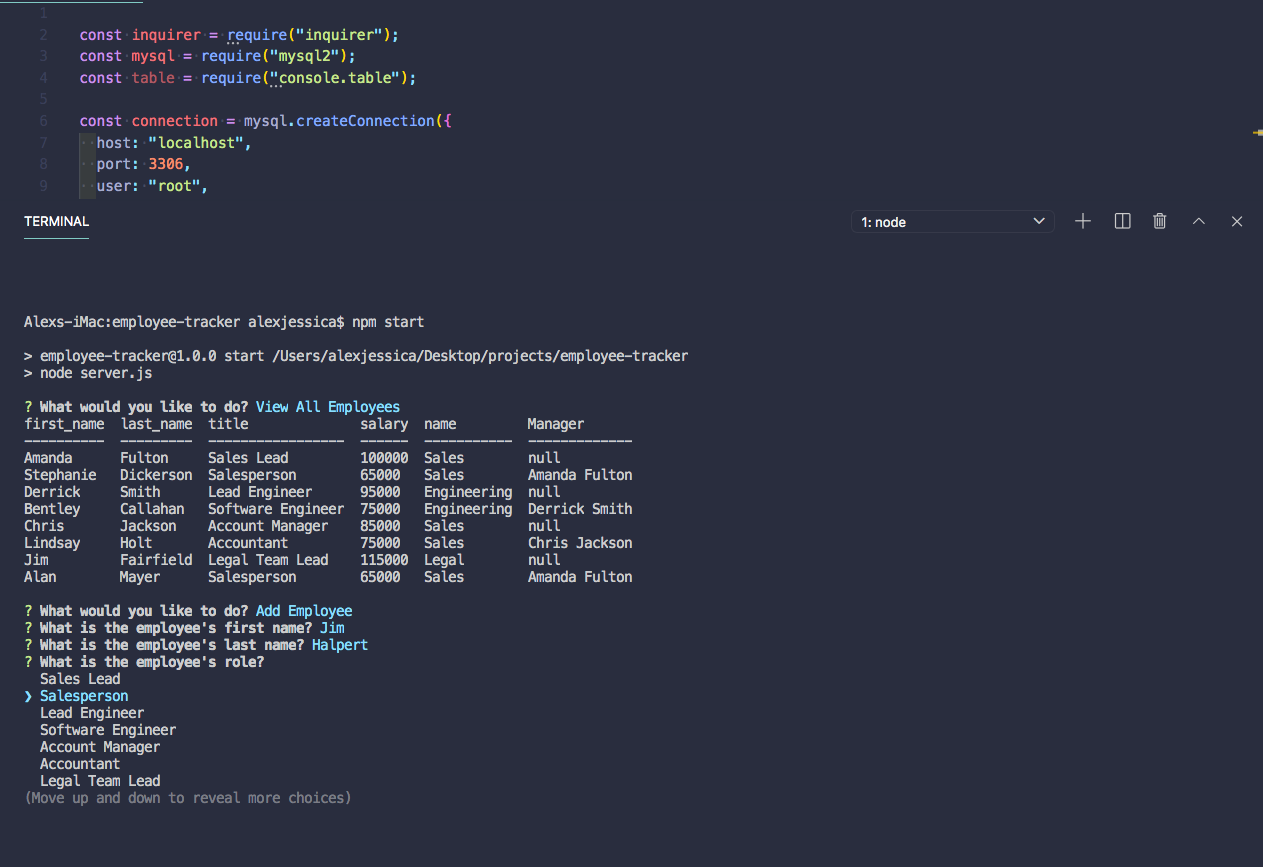 1
2 const inquirer = require("inquirer");
3 const mysql = require("mysql2");
4 const table = require("console.table");
5
6 const connection = mysql.createConnection({
7 host: "localhost",
8 port: 3306,
9 user: "root",
TERMINAL 1: node
Alexs-iMac:employee-tracker alexjessica$ npm start
> employee-tracker@1.0.0 start /Users/alexjessica/Desktop/projects/employee-tracker
> node server.js
? What would you like to do? View All Employees
first_name last_name title salary name Manager
---------- --------- ----------------- ------ ----------- -------------
Amanda Fulton Sales Lead 100000 Sales null
Stephanie Dickerson Salesperson 65000 Sales Amanda Fulton
Derrick Smith Lead Engineer 95000 Engineering null
Bentley Callahan Software Engineer 75000 Engineering Derrick Smith
Chris Jackson Account Manager 85000 Sales null
Lindsay Holt Accountant 75000 Sales Chris Jackson
Jim Fairfield Legal Team Lead 115000 Legal null
Alan Mayer Salesperson 65000 Sales Amanda Fulton
? What would you like to do? Add Employee
? What is the employee's first name? Jim
? What is the employee's last name? Halpert
? What is the employee's role?
Sales Lead
❯ Salesperson
Lead Engineer
Software Engineer
Account Manager
Accountant
Legal Team Lead
(Move up and down to reveal more choices)